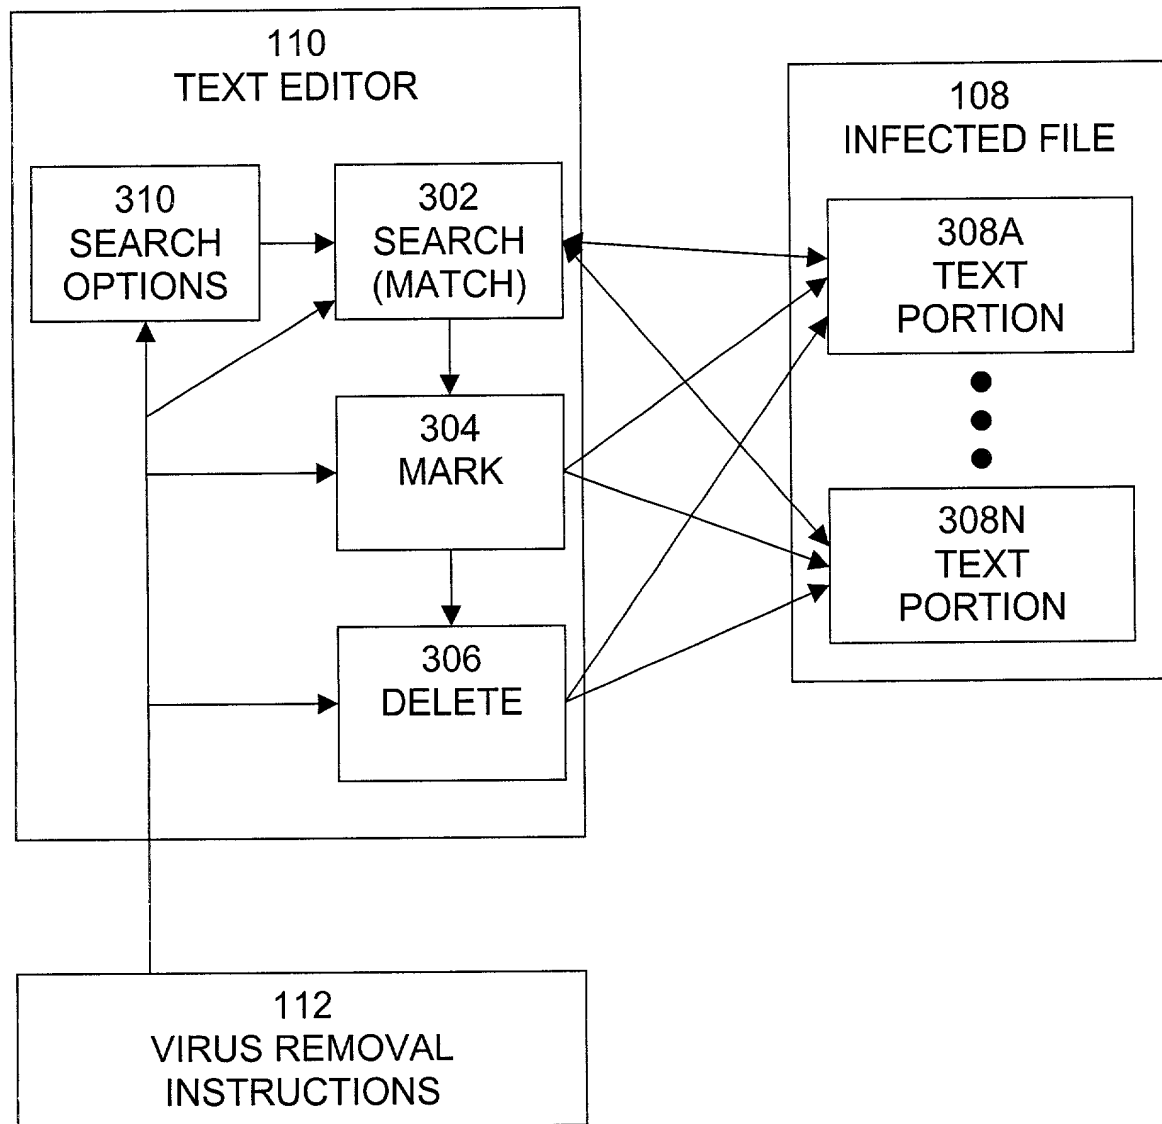 110
TEXT EDITOR
310
SEARCH
OPTIONS
302
SEARCH
(MATCH)
304
MARK
306
DELETE
108
INFECTED FILE
308A
TEXT
PORTION
308N
TEXT
PORTION
112
VIRUS REMOVAL
INSTRUCTIONS